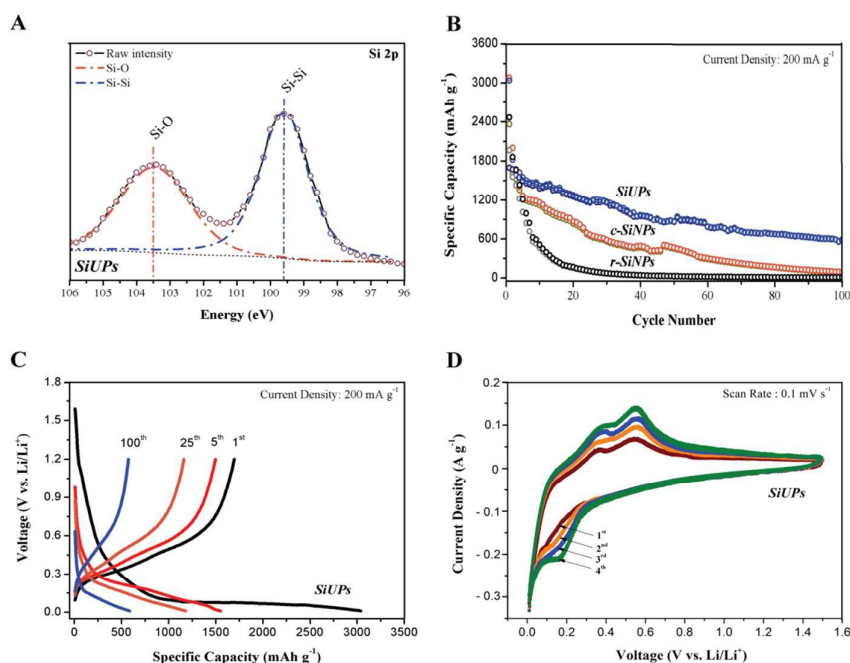 A
Raw intensity
Si-O
Si-Si
Si 2p
Si-O
Si-Si
SiUPs
106 105 104 103 102 101 100 99 98 97 96
Energy (eV)
B
Current Density: 200 mA g⁻¹
Specific Capacity (mAh g⁻¹)
3600
3000
2400
1800
1200
600
0
SiUPs
c-SiNPs
r-SiNPs
0 20 40 60 80 100
Cycle Number
C
Current Density: 200 mA g⁻¹
Voltage (V vs. Li/Li⁺)
1.8
1.5
1.2
0.9
0.6
0.3
0.0
100th 25th 5th 1st
SiUPs
0 500 1000 1500 2000 2500 3000 3500
Specific Capacity (mAh g⁻¹)
D
Scan Rate : 0.1 mV s⁻¹
Current Density (A g⁻¹)
0.2
0.1
0
-0.1
-0.2
-0.3
SiUPs
1st
2nd
3rd
4th
0.0 0.2 0.4 0.6 0.8 1.0 1.2 1.4 1.6
Voltage (V vs. Li/Li⁺)